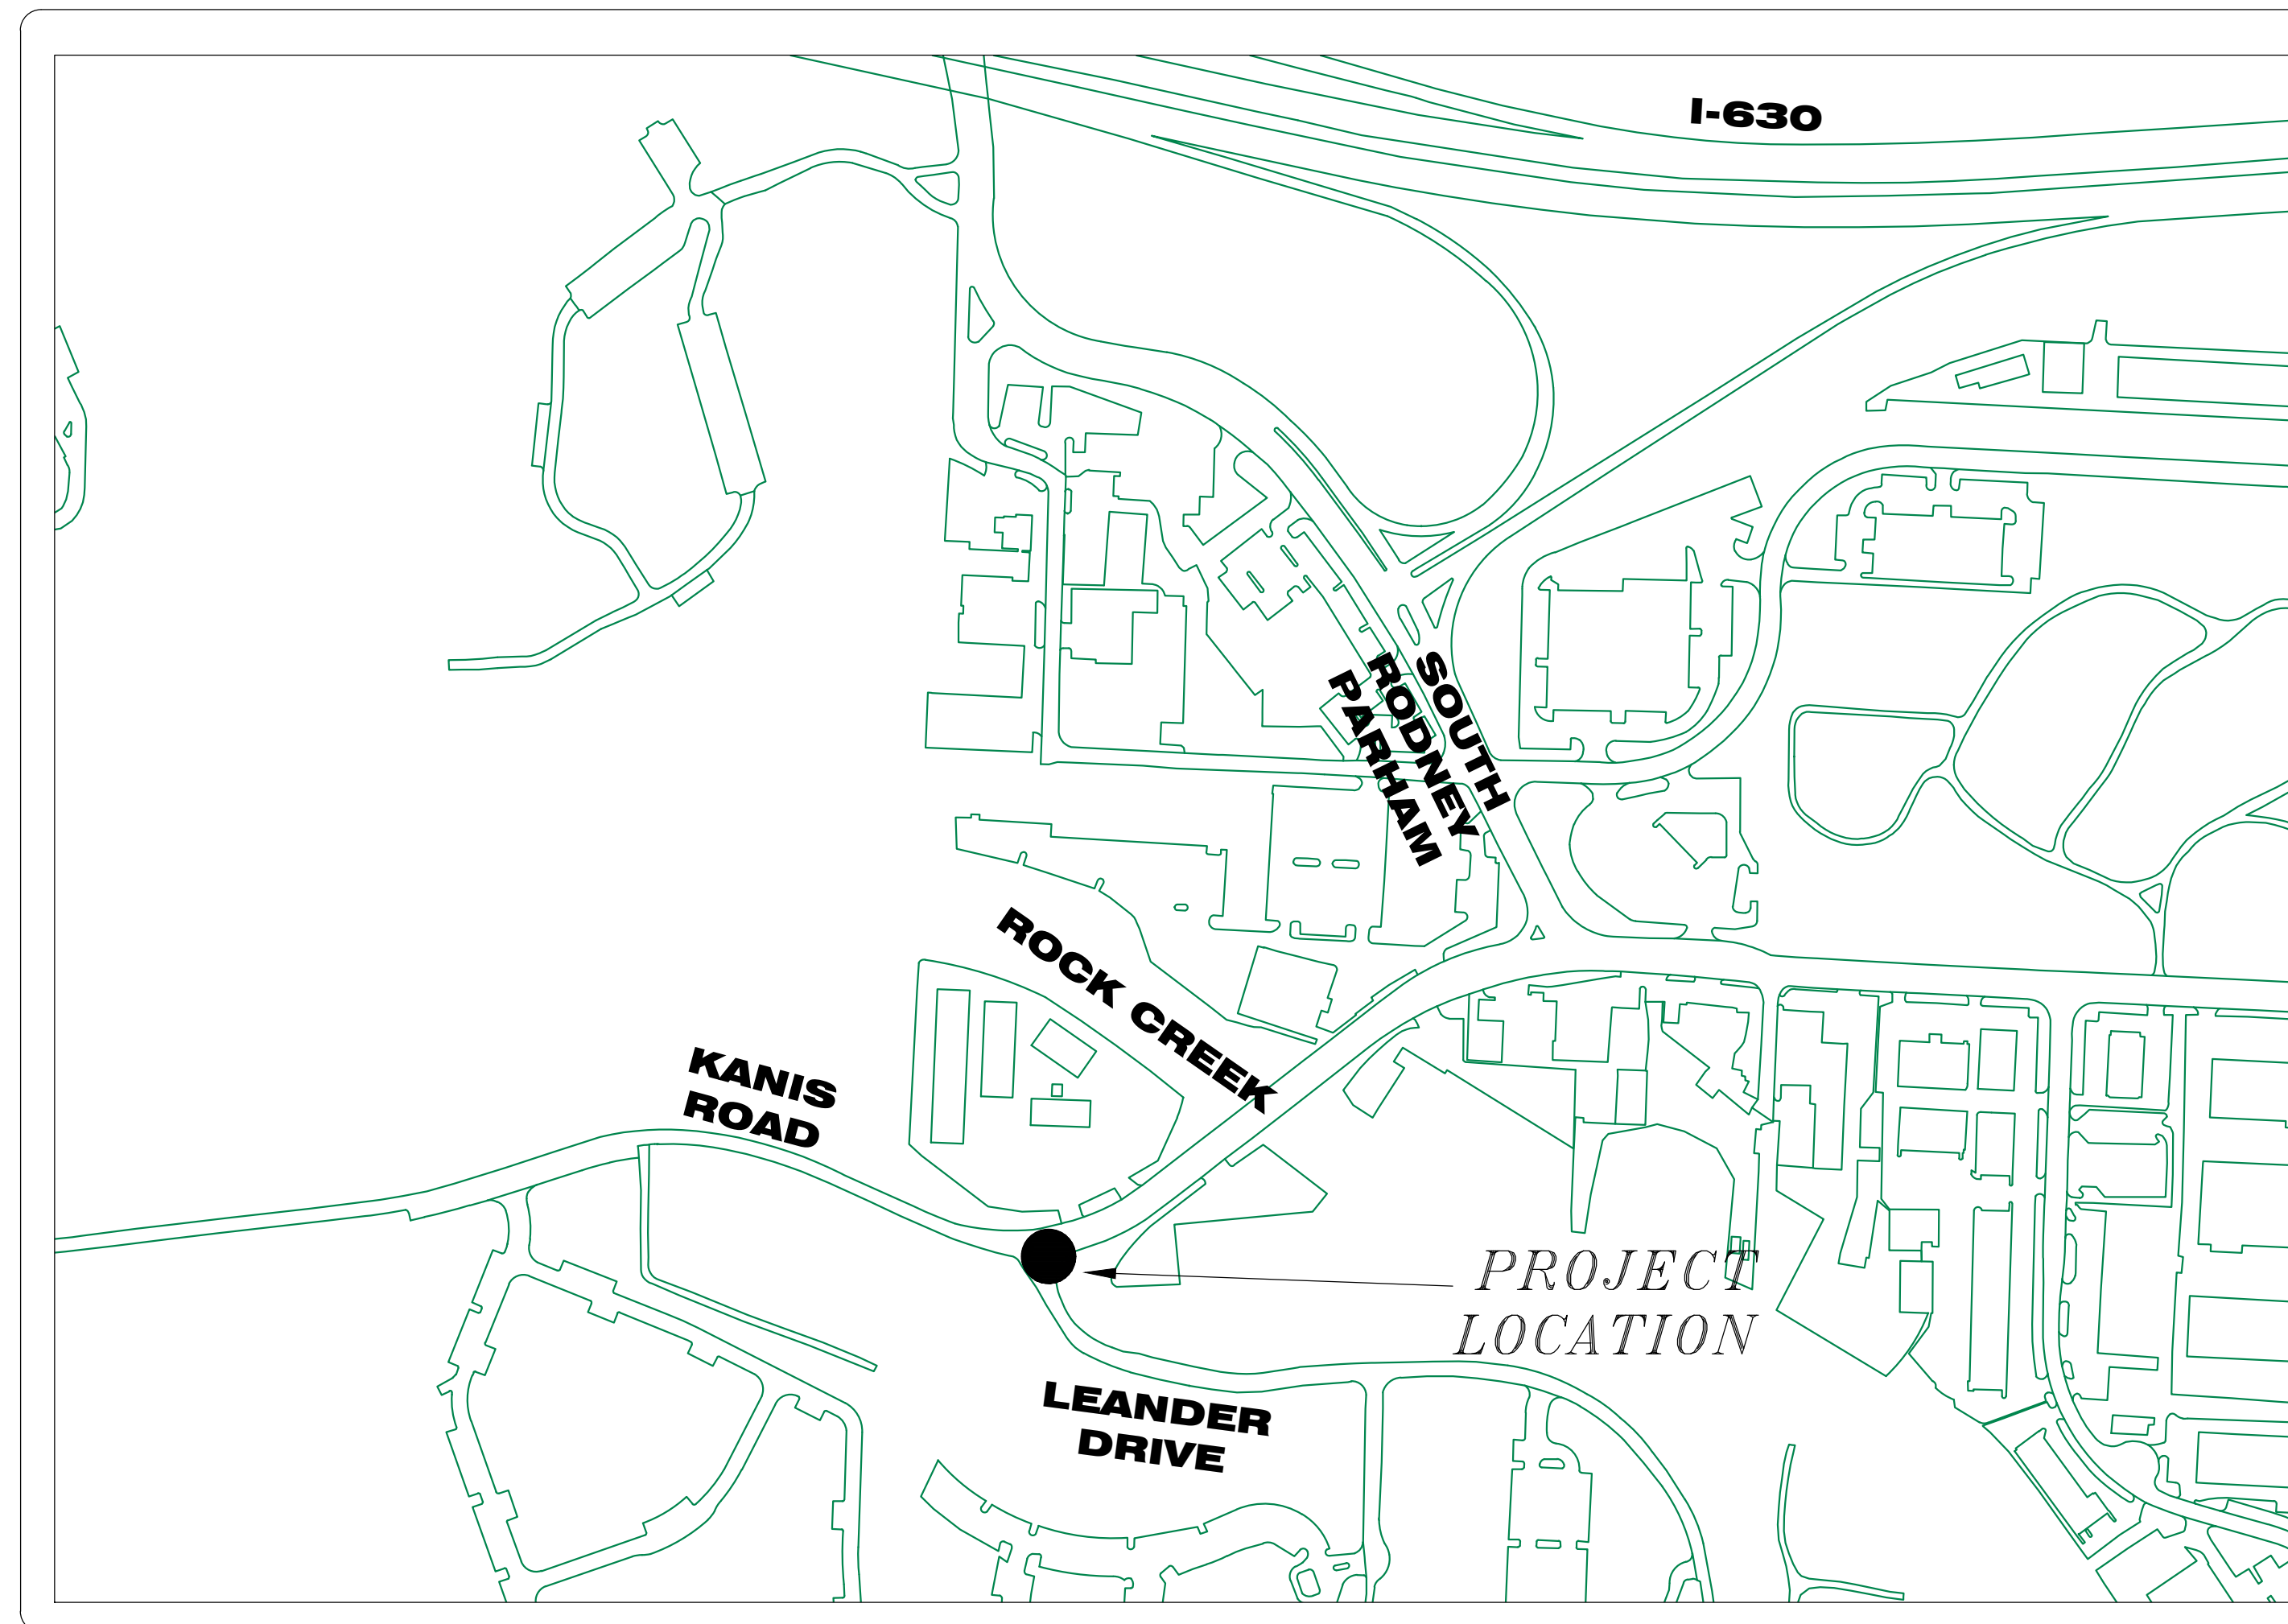 I-630
SOUTH
RODNEY
PARHAM
ROCK CREEK
KANIS
ROAD
PROJECT
LOCATION
LEANDER
DRIVE